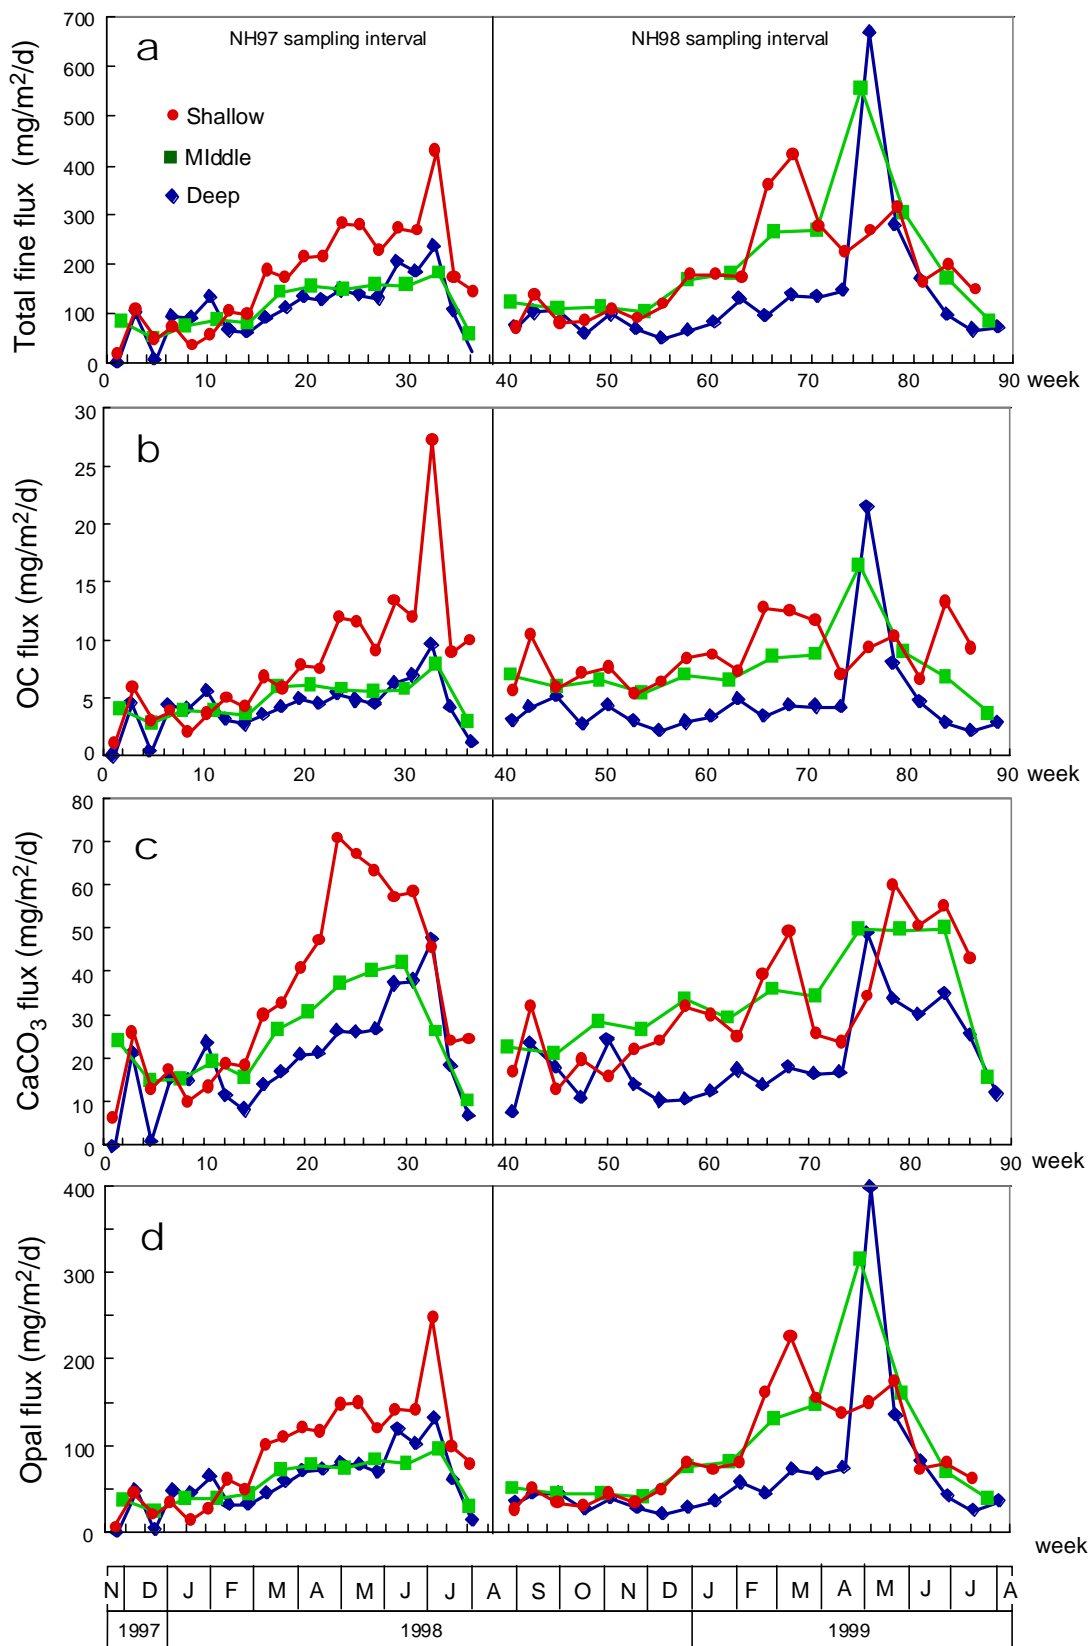 a
NH97 sampling interval
NH98 sampling interval
Shallow
MIddle
Deep
Total fine flux (mg/m²/d)
700
600
500
400
300
200
100
0
0 10 20 30 40 50 60 70 80 90 week
b
OC flux (mg/m²/d)
30
25
20
15
10
5
0
0 10 20 30 40 50 60 70 80 90 week
c
CaCO₃ flux (mg/m²/d)
80
70
60
50
40
30
20
10
0
0 10 20 30 40 50 60 70 80 90 week
d
Opal flux (mg/m²/d)
400
300
200
100
0
week
N D J F M A M J J A S O N D J F M A M J J A
1997 1998 1999